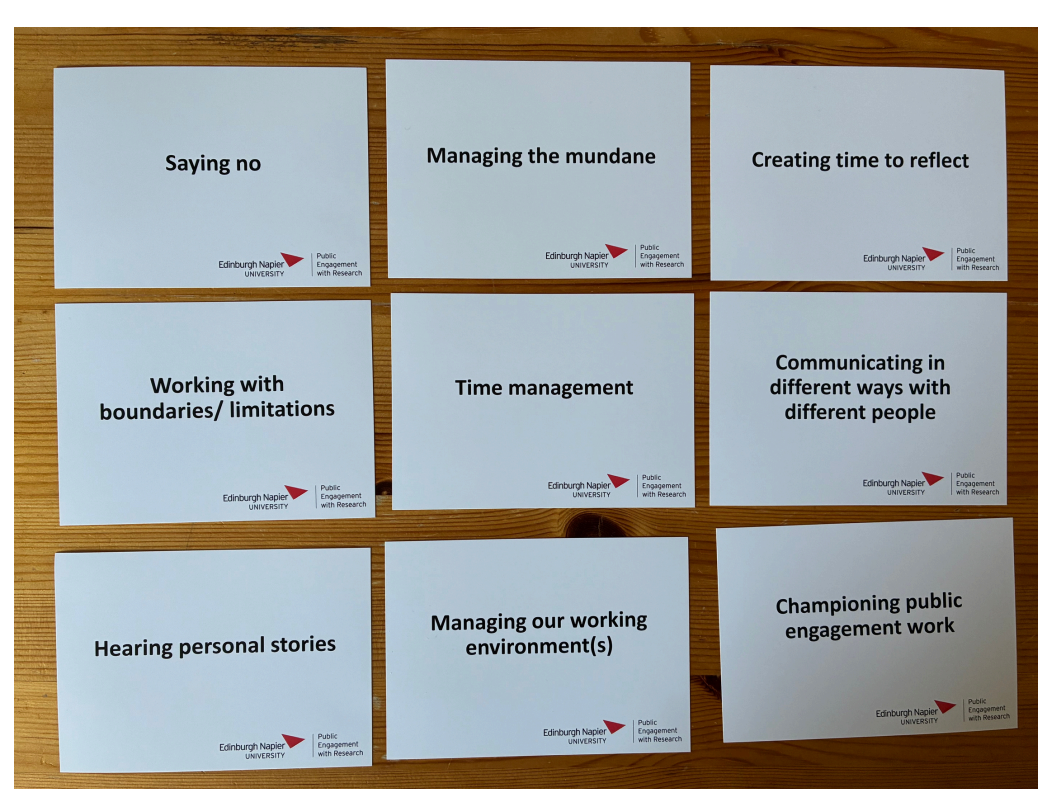 Saying no
Edinburgh Napier
UNIVERSITY
Public
Engagement
with Research
Managing the mundane
Edinburgh Napier
UNIVERSITY
Public
Engagement
with Research
Creating time to reflect
Edinburgh Napier
UNIVERSITY
Public
Engagement
with Research
Working with
boundaries/ limitations
Edinburgh Napier
UNIVERSITY
Public
Engagement
with Research
Time management
Edinburgh Napier
UNIVERSITY
Public
Engagement
with Research
Communicating in
different ways with
different people
Edinburgh Napier
UNIVERSITY
Public
Engagement
with Research
Hearing personal stories
Edinburgh Napier
UNIVERSITY
Public
Engagement
with Research
Managing our working
environment(s)
Edinburgh Napier
UNIVERSITY
Public
Engagement
with Research
Championing public
engagement work
Edinburgh Napier
UNIVERSITY
Public
Engagement
with Research